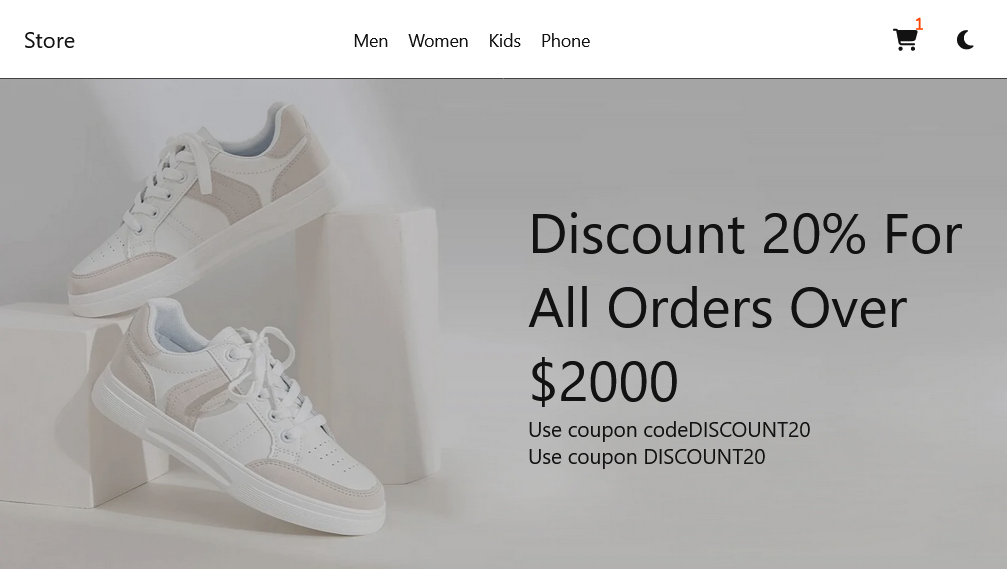 Store
Men Women Kids Phone
1
Discount 20% For
All Orders Over
$2000
Use coupon codeDISCOUNT20
Use coupon DISCOUNT20